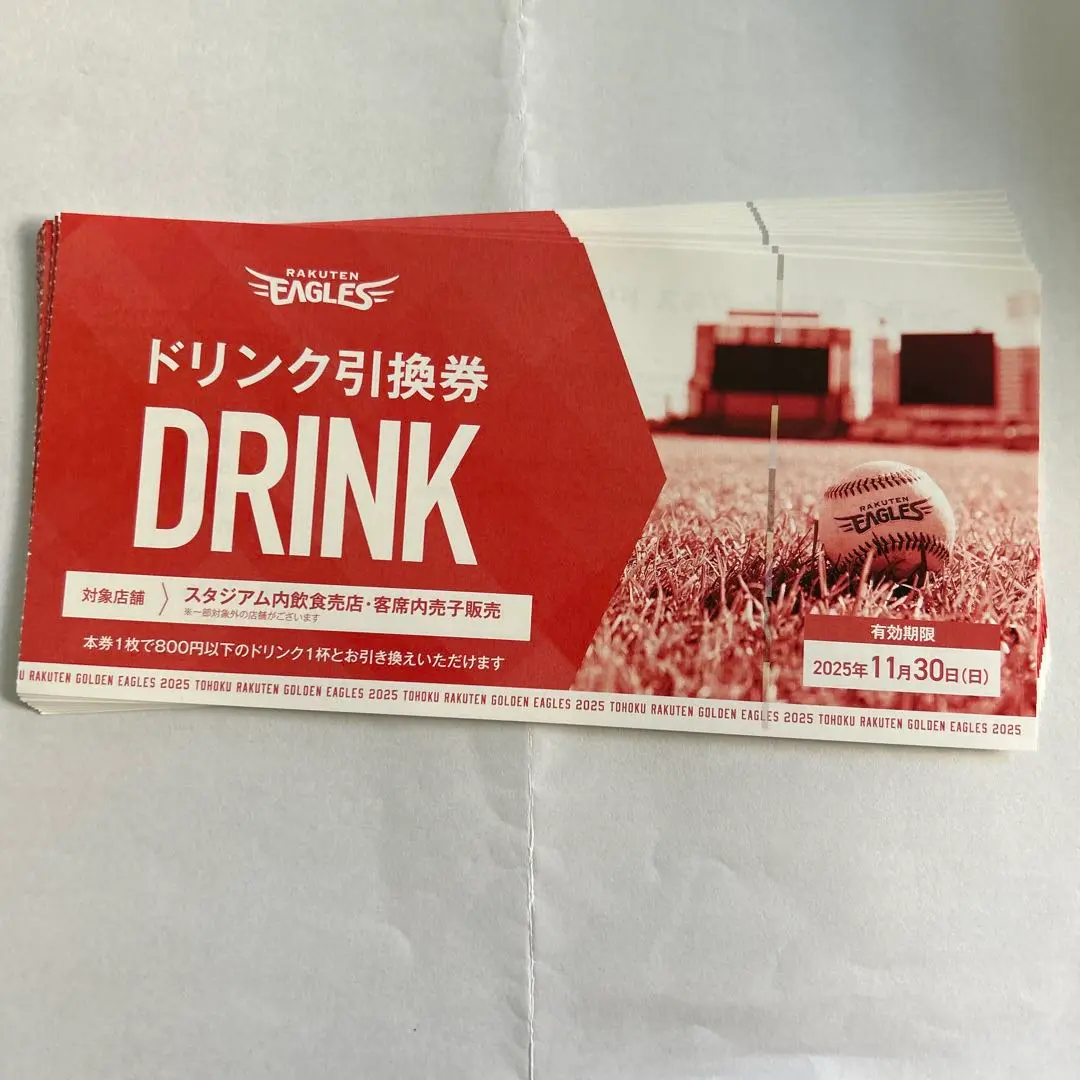 RAKUTEN
EAGLES
ドリンク引換券
DRINK
対象店舗
スタジアム内飲食売店・客席内売子販売
※一部対象外の店舗がございます
本券1枚で800円以下のドリンク1杯とお引き換えいただけます
RAKUTEN
EAGLES
有効期限
2025年11月30日(日)
U RAKUTEN GOLDEN EAGLES 2025 TOHOKU RAKUTEN GOLDEN EAGLES 2025 TOHOKU RAKUTEN GOLDEN EAGLES 2025 TOHOKU RAKUTEN GOLDEN EAGLES 2025 TOHOKU RAKUTEN GOLDEN EAGLES 2025